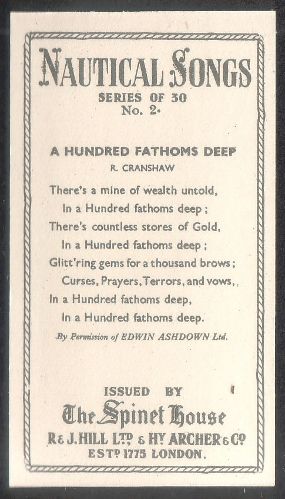 NAUTICAL SONGS
SERIES OF 30
No. 2.
A HUNDRED FATHOMS DEEP
R. CRANSHAW
There's a mine of wealth untold,
In a Hundred fathoms deep;
There's countless stores of Gold,
In a Hundred fathoms deep;
Glitt'ring gems for a thousand brows;
Curses, Prayers, Terrors, and vows,
In a Hundred fathoms deep,
In a Hundred fathoms deep.
By Permission of EDWIN ASHDOWN Ltd.
ISSUED BY
The Spinet House
R & J. HILL LTD & HY ARCHER & CO
ESTD 1775 LONDON.